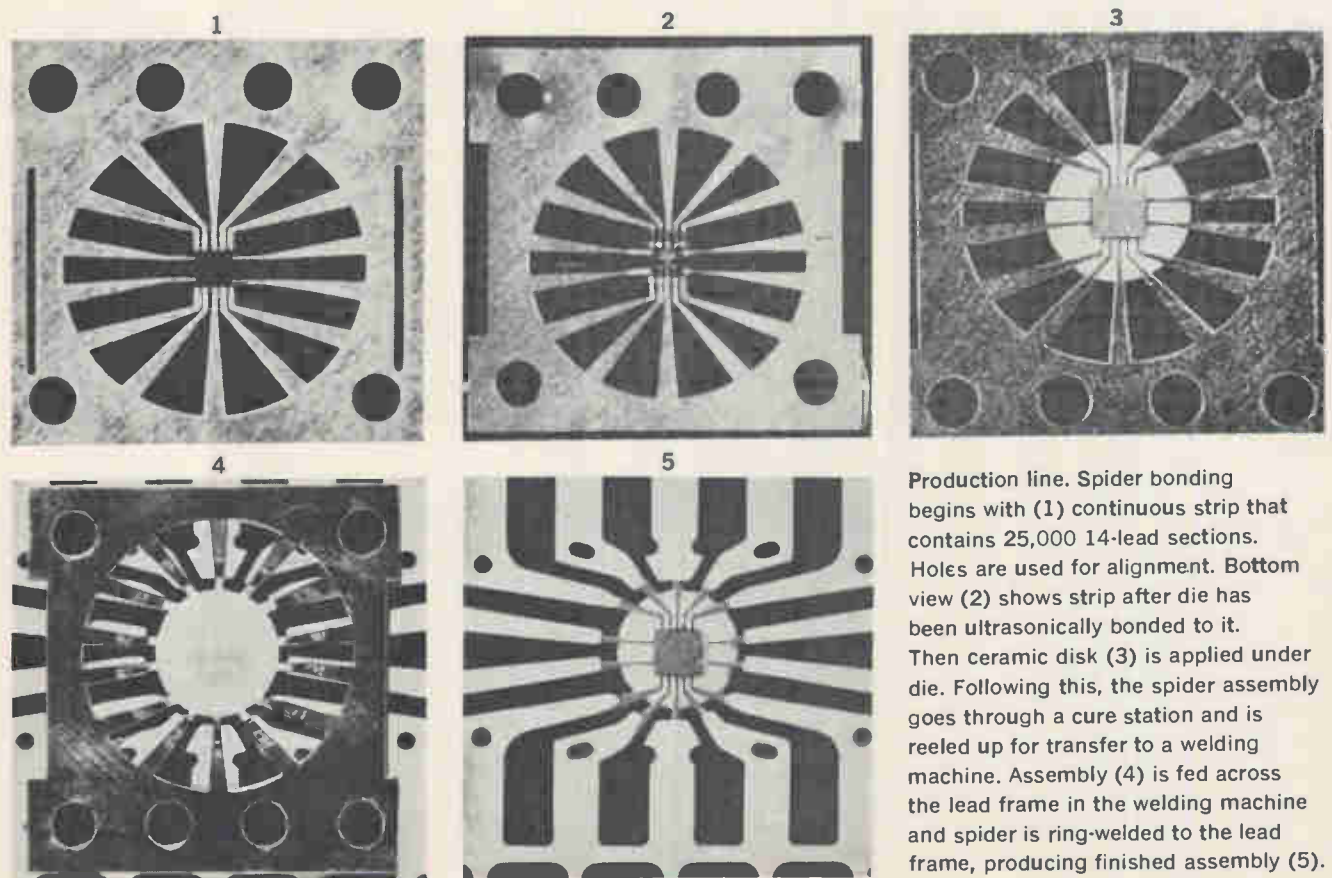 1
2
3
4
5
Production line. Spider bonding
begins with (1) continuous strip that
contains 25,000 14-lead sections.
Holes are used for alignment. Bottom
view (2) shows strip after die has
been ultrasonically bonded to it.
Then ceramic disk (3) is applied under
die. Following this, the spider assembly
goes through a cure station and is
reeled up for transfer to a welding
machine. Assembly (4) is fed across
the lead frame in the welding machine
and spider is ring-welded to the lead
frame, producing finished assembly (5).